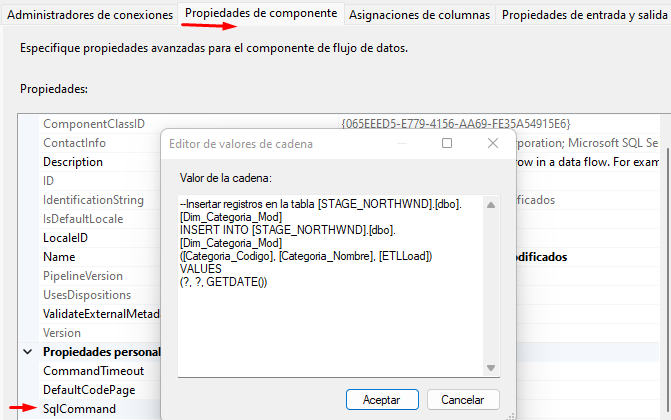 Administradores de conexiones Propiedades de componente Asignaciones de columnas Propiedades de entrada y salida
Especifique propiedades avanzadas para el componente de flujo de datos.
Propiedades:
ComponentClassID {065EEED5-E779-4156-AA69-FE35A54915E6}
ContactInfo orporation; Microsoft SQL Se
Description row in a data flow. For exam
ID
IdentificationString ificados
IsDefaultLocale
LocaleID
Name odificados
PipelineVersion
UsesDispositions
ValidateExternalMetad
Version
Propiedades personal
CommandTimeout
DefaultCodePage
SqlCommand
Editor de valores de cadena
Valor de la cadena:
--Insertar registros en la tabla [STAGE_NORTHWND].[dbo].
[Dim_Categoria_Mod]
INSERT INTO [STAGE_NORTHWND].[dbo].
[Dim_Categoria_Mod]
([Categoria_Codigo], [Categoria_Nombre], [ETLLoad])
VALUES
(?, ?, GETDATE())
Aceptar Cancelar